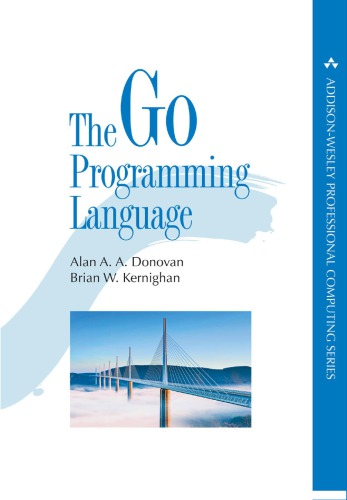 The Go
Programming
Language
Alan A. A. Donovan
Brian W. Kernighan
ADDISON-WESLEY PROFESSIONAL COMPUTING SERIES